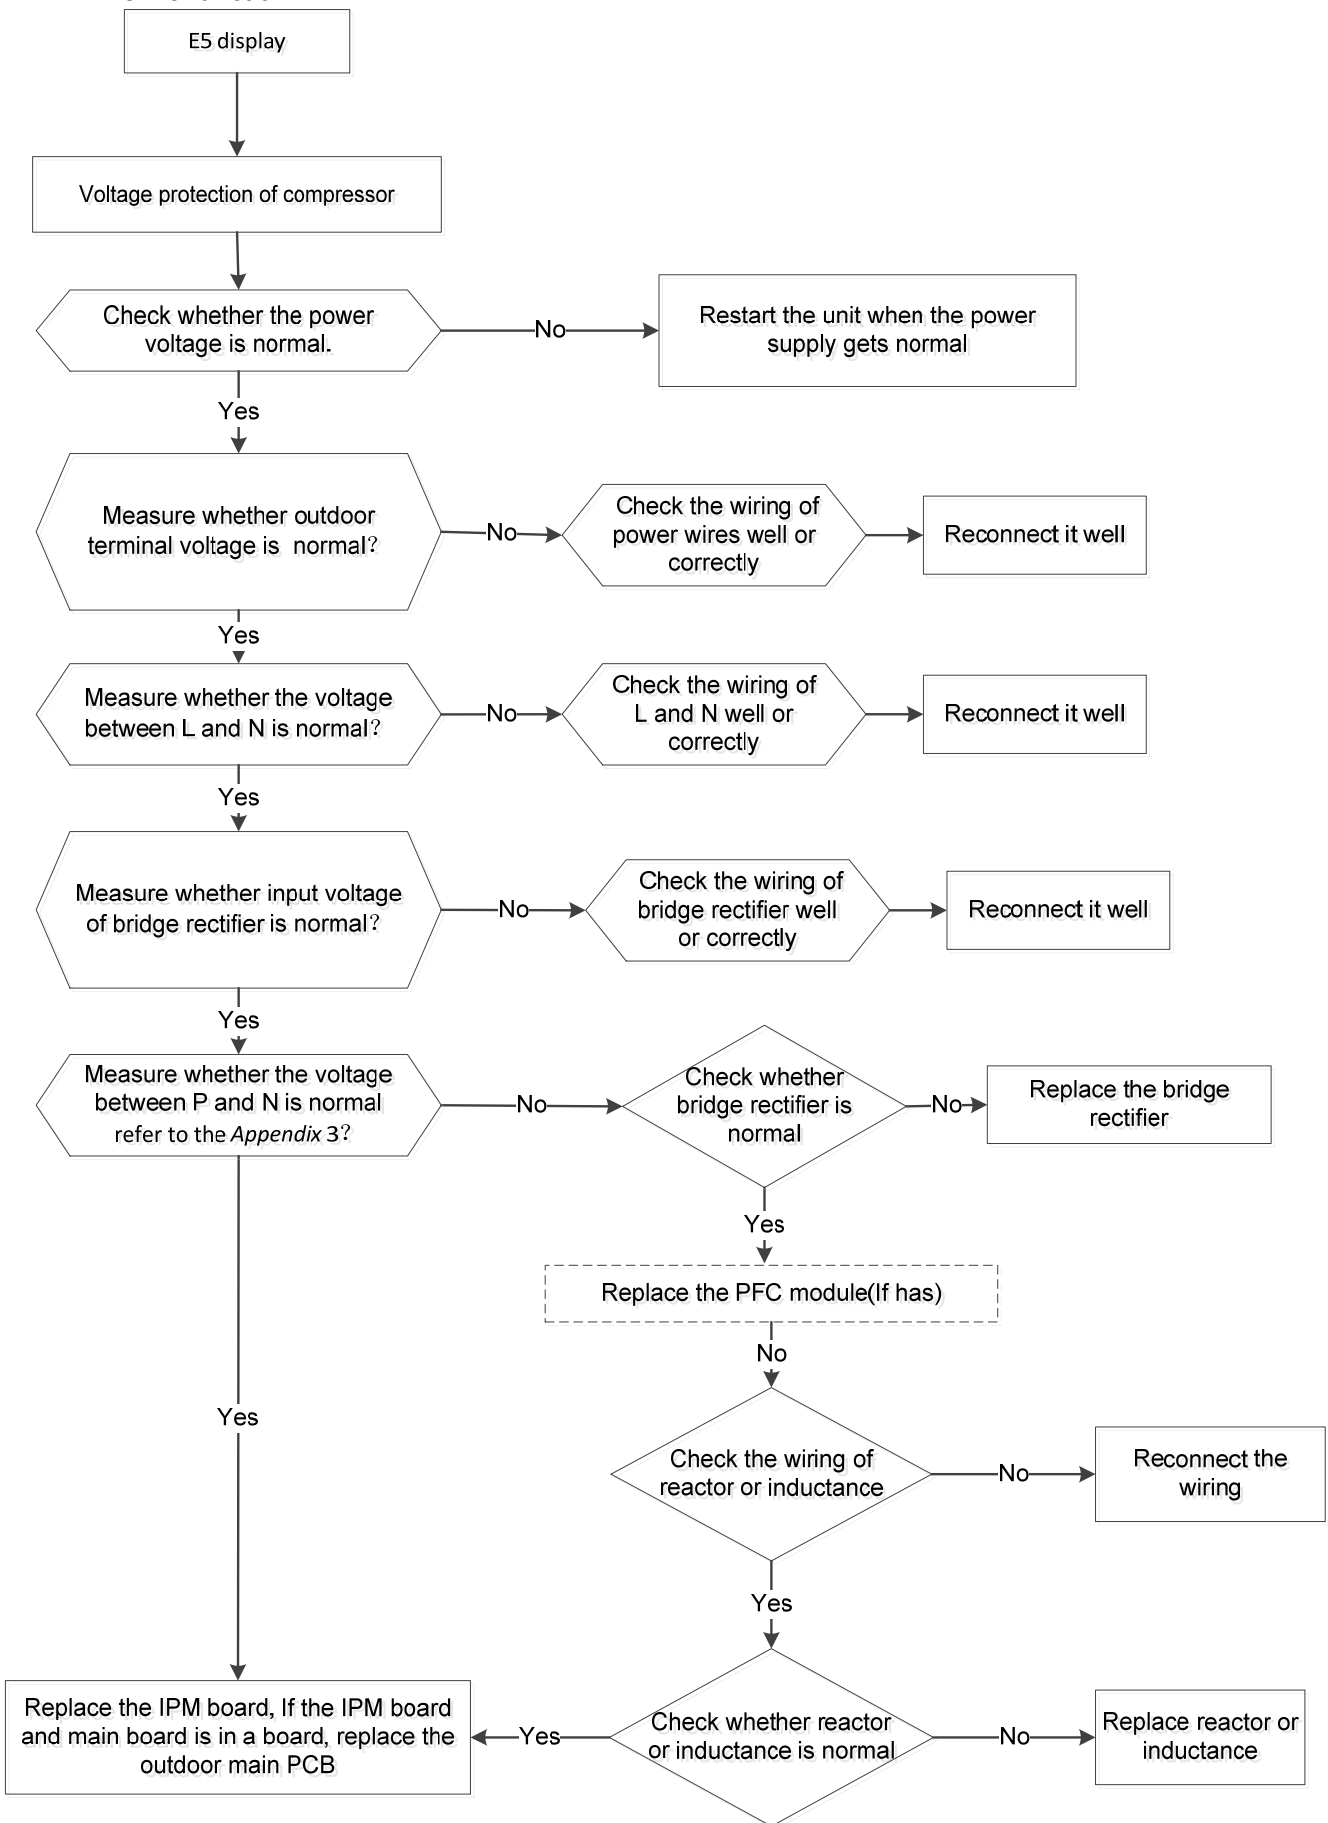 E5 display
Voltage protection of compressor
Check whether the power
voltage is normal.
No
Restart the unit when the power
supply gets normal
Yes
Measure whether outdoor
terminal voltage is normal?
No
Check the wiring of
power wires well or
correctly
Reconnect it well
Yes
Measure whether the voltage
between L and N is normal?
No
Check the wiring of
L and N well or
correctly
Reconnect it well
Yes
Measure whether input voltage
of bridge rectifier is normal?
No
Check the wiring of
bridge rectifier well
or correctly
Reconnect it well
Yes
Measure whether the voltage
between P and N is normal
refer to the Appendix 3?
No
Check whether
bridge rectifier is
normal
No
Replace the bridge
rectifier
Yes
Replace the PFC module(If has)
No
Yes
Check the wiring of
reactor or inductance
No
Reconnect the
wiring
Yes
Replace the IPM board, If the IPM board
and main board is in a board, replace the
outdoor main PCB
Yes
Check whether reactor
or inductance is normal
No
Replace reactor or
inductance